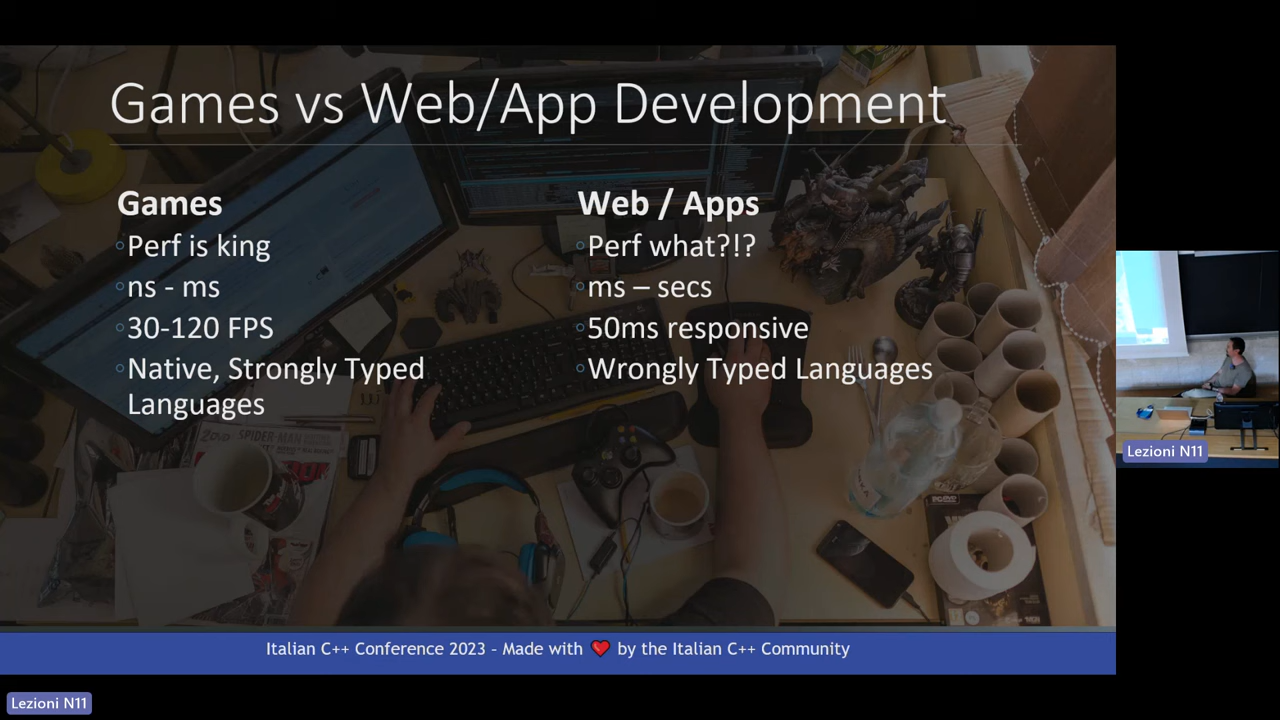 Games vs Web/App Development
Games
Perf is king
ns - ms
30-120 FPS
Native, Strongly Typed
Languages
Web / Apps
Perf what?!?
ms – secs
50ms responsive
Wrongly Typed Languages
SPIDER-MAN
Italian C++ Conference 2023 - Made with ❤ by the Italian C++ Community
Lezioni N11
Lezioni N11